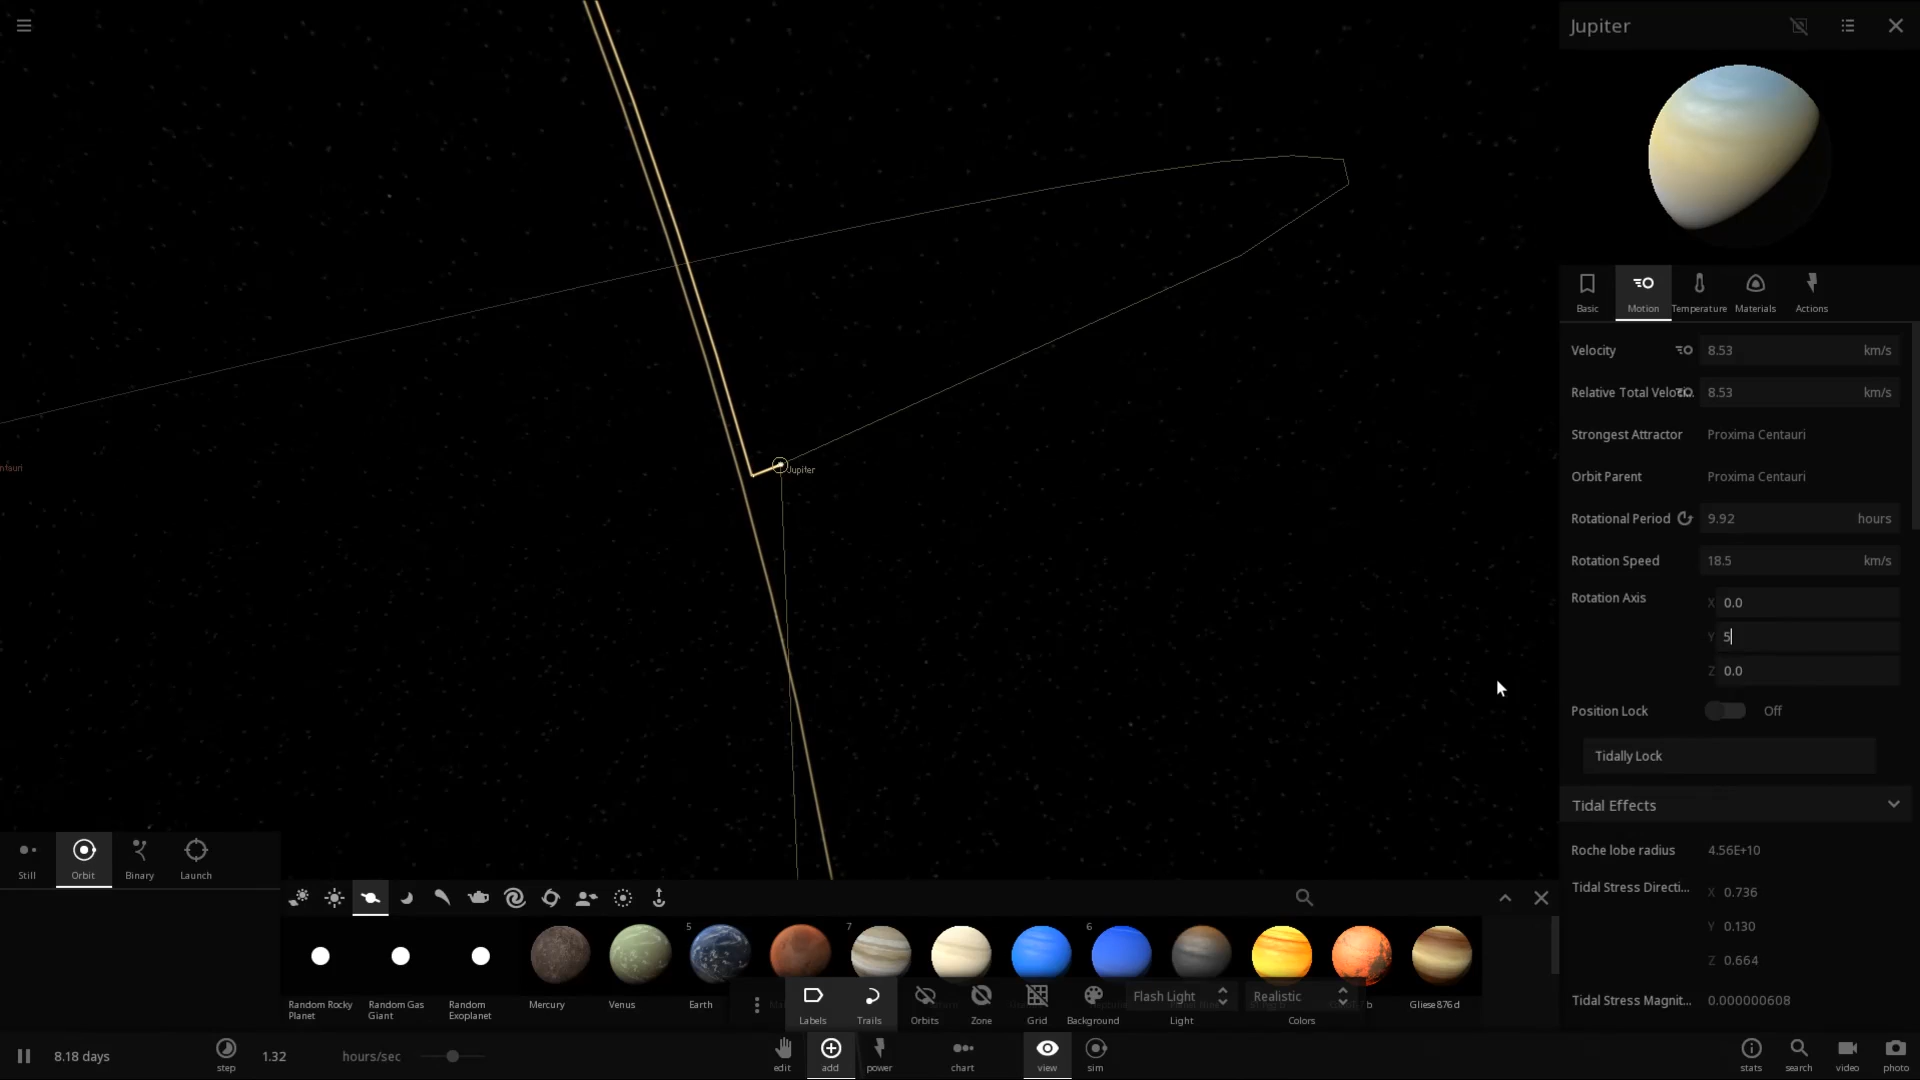 Jupiter
Basic
Motion
Temperature
Materials
Actions
Velocity 8.53 km/s
Relative Total Veloci... 8.53 km/s
Strongest Attractor Proxima Centauri
Orbit Parent Proxima Centauri
Rotational Period 9.92 hours
Rotation Speed 18.5 km/s
Rotation Axis X 0.0
Y 5
Z 0.0
Position Lock Off
Tidally Lock
Tidal Effects
Roche lobe radius 4.56E+10
Tidal Stress Directi... X 0.736
Y 0.130
Z 0.664
Tidal Stress Magnit... 0.000000608
Jupiter
ntauri
Still
Orbit
Binary
Launch
5
7
6
Random Rocky Planet
Random Gas Giant
Random Exoplanet
Mercury
Venus
Earth
b
Gliese 876 d
Labels
Trails
Orbits
Zone
Grid
Background
Flash Light
Light
Realistic
Colors
8.18 days
step
1.32 hours/sec
edit
add
power
chart
view
sim
stats
search
video
photo